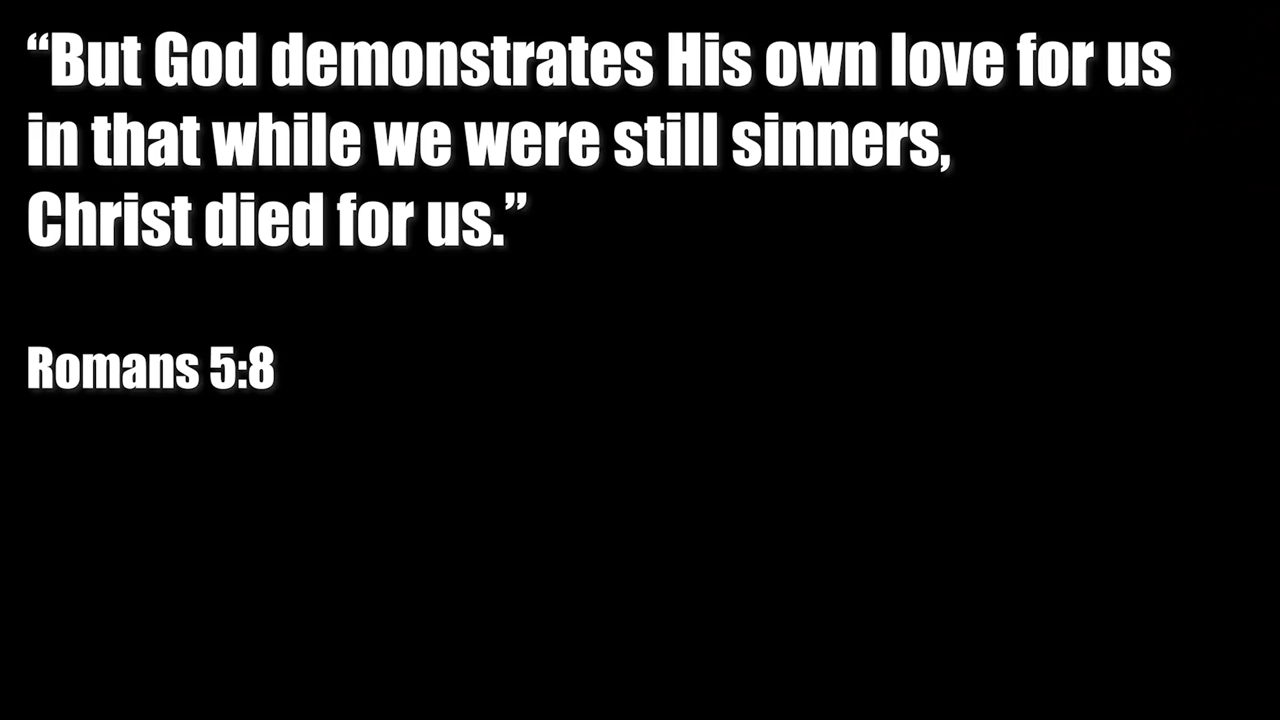 “But God demonstrates His own love for us
in that while we were still sinners,
Christ died for us.”
Romans 5:8